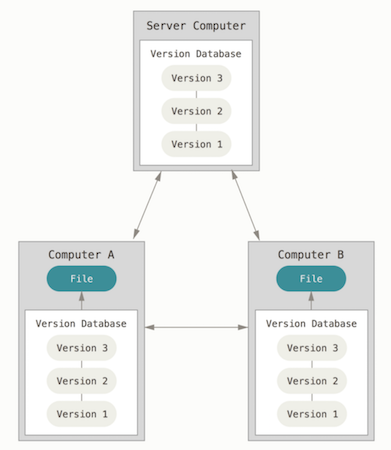 Server Computer
Version Database
Version 3
Version 2
Version 1
Computer A
File
Version Database
Version 3
Version 2
Version 1
Computer B
File
Version Database
Version 3
Version 2
Version 1